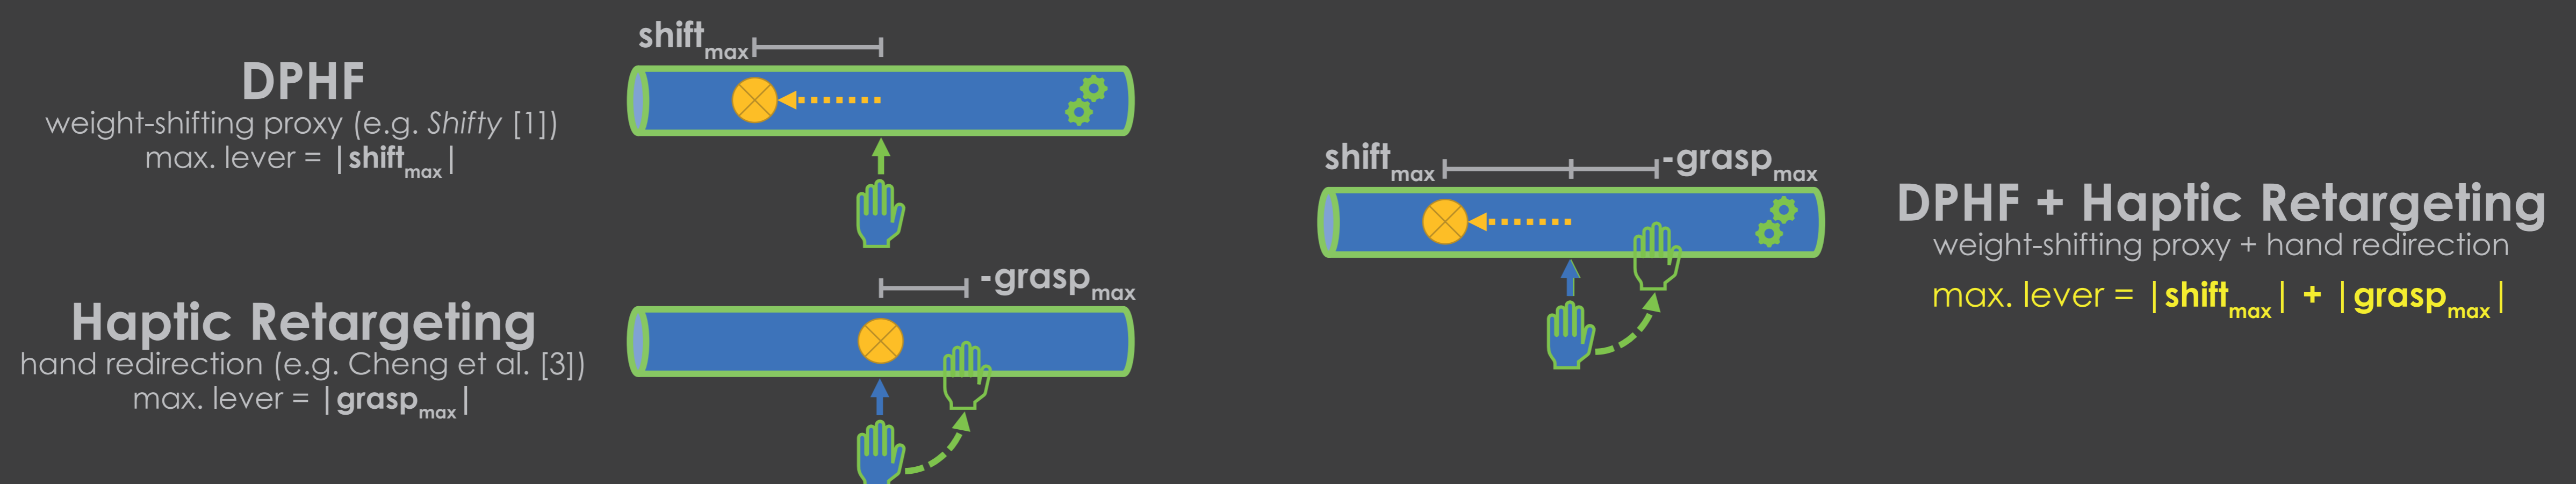 DPHF
weight-shifting proxy (e.g. Shifty [1])
max. lever = |shiftmax|
shiftmax
Haptic Retargeting
hand redirection (e.g. Cheng et al. [3])
max. lever = |graspmax|
-graspmax
shiftmax
-graspmax
DPHF + Haptic Retargeting
weight-shifting proxy + hand redirection
max. lever = |shiftmax| + |graspmax|